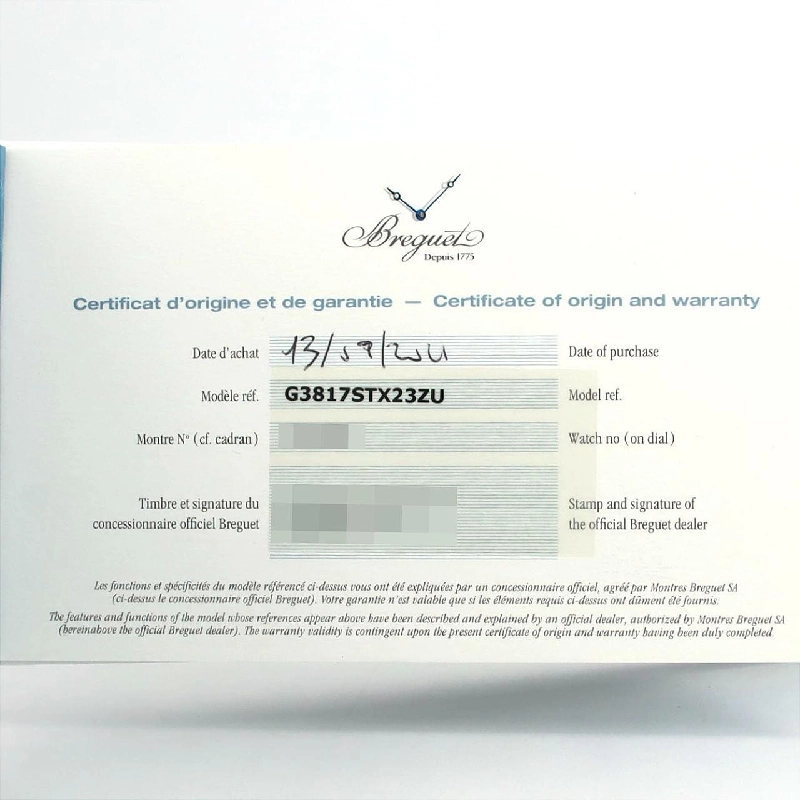 Breguet
Depuis 1775
Certificat d'origine et de garantie — Certificate of origin and warranty
Date d'achat Date of purchase
Modèle réf. G3817STX23ZU Model ref.
Montre N° (cf. cadran) Watch no (on dial)
Timbre et signature du Stamp and signature of
concessionnaire officiel Breguet the official Breguet dealer
Les fonctions et spécificités du modèle référencé ci-dessus vous ont été expliquées par un concessionnaire officiel, agréé par Montres Breguet SA
(ci-dessus le concessionnaire officiel Breguet). Votre garantie n'est valable que si les éléments requis ci-dessus ont dûment été fournis.
The features and functions of the model whose references appear above have been described and explained by an official dealer, authorized by Montres Breguet SA
(hereinabove the official Breguet dealer). The warranty validity is contingent upon the present certificate of origin and warranty having been duly completed.